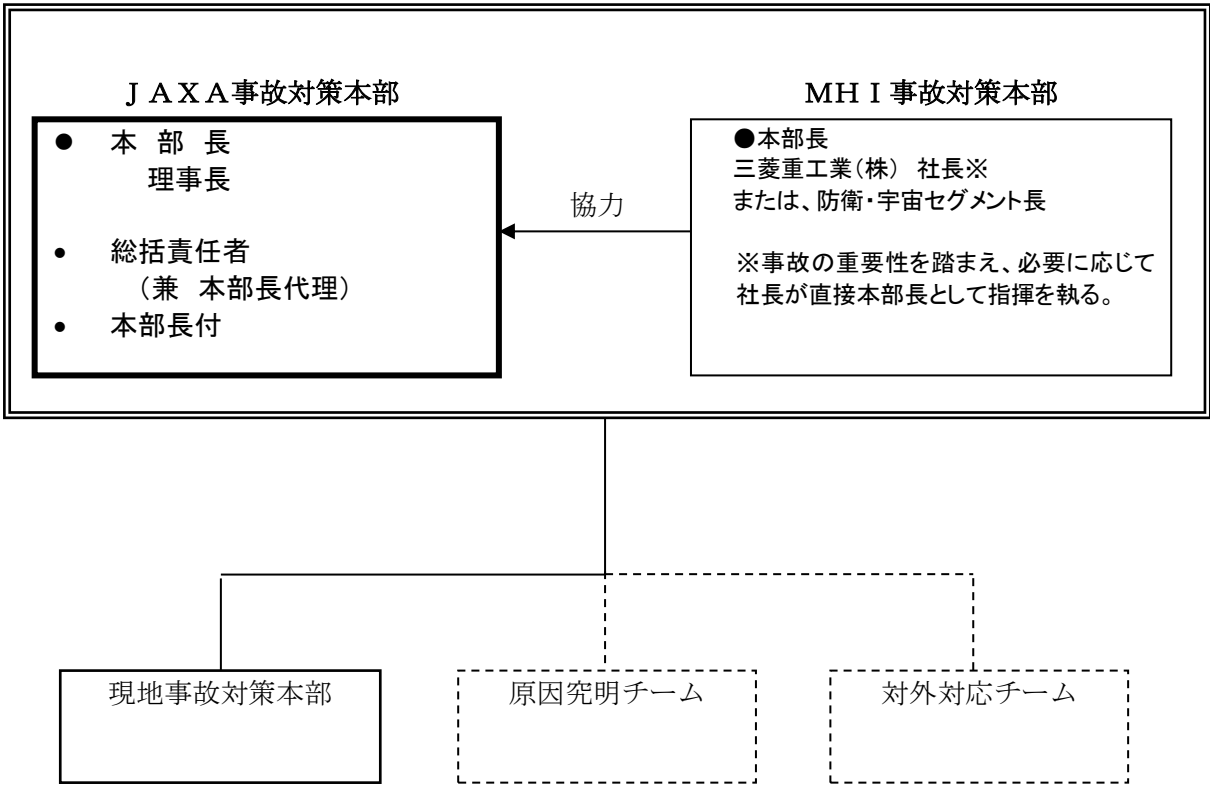 ＪＡＸＡ事故対策本部
● 本 部 長
理事長
• 総括責任者
（兼 本部長代理）
• 本部長付
協力
ＭＨＩ事故対策本部
●本部長
三菱重工業（株） 社長※
または、防衛・宇宙セグメント長
※事故の重要性を踏まえ、必要に応じて
社長が直接本部長として指揮を執る。
現地事故対策本部
原因究明チーム
対外対応チーム